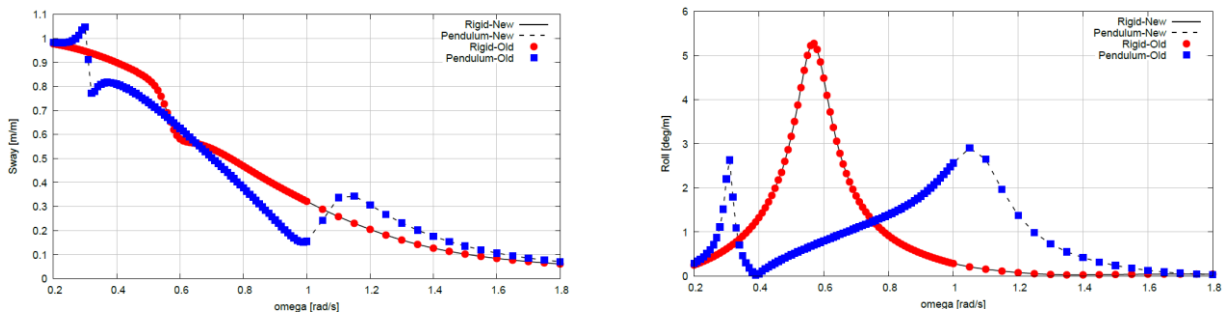 1.1
1
0.9
0.8
0.7
0.6
0.5
0.4
0.3
0.2
0.1
0
Sway [m/m]
Rigid-New
Pendulum-New
Rigid-Old
Pendulum-Old
0.2 0.4 0.6 0.8 1.0 1.2 1.4 1.6 1.8
omega [rad/s]
6
5
4
3
2
1
0
Roll [deg/m]
Rigid-New
Pendulum-New
Rigid-Old
Pendulum-Old
0.2 0.4 0.6 0.8 1.0 1.2 1.4 1.6 1.8
omega [rad/s]